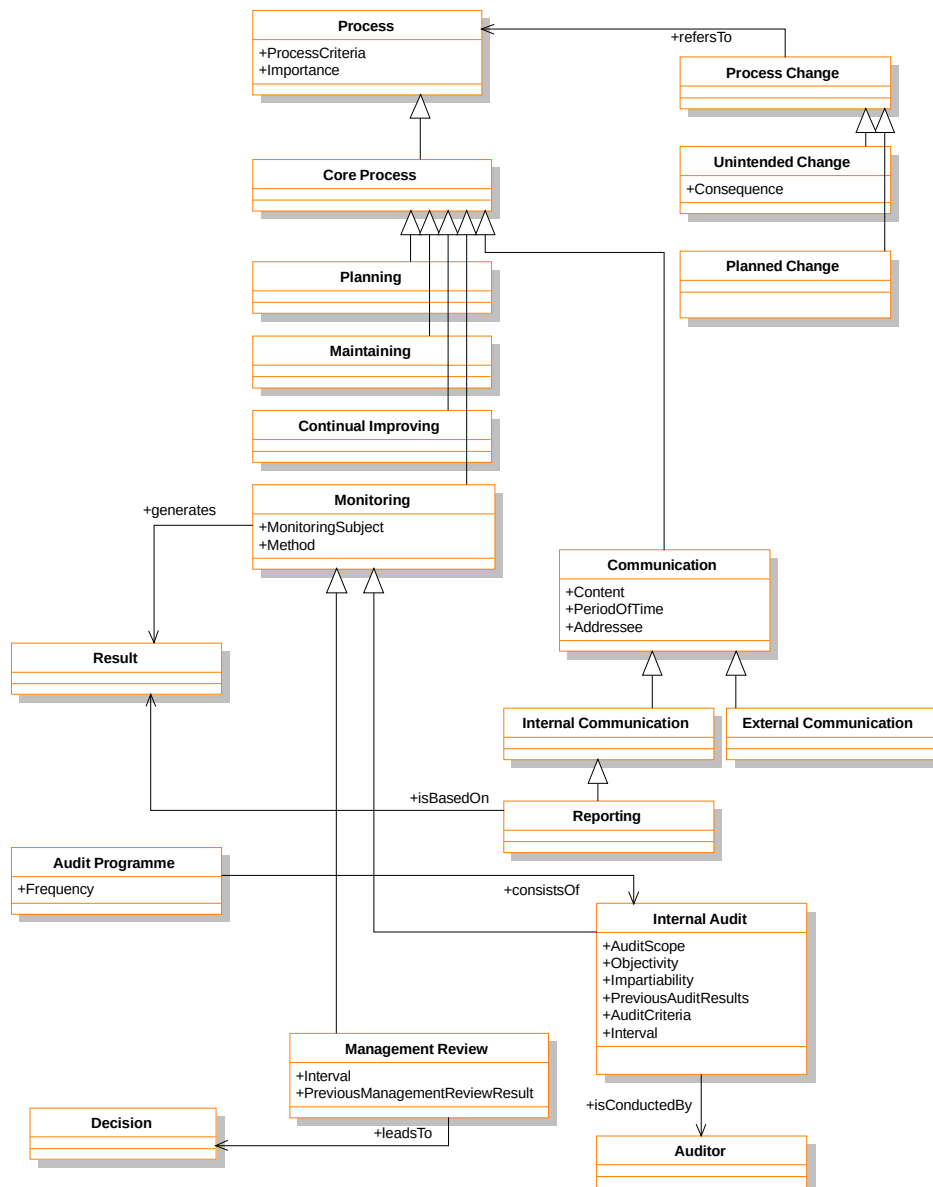 Process
+ProcessCriteria
+Importance
+refersTo
Process Change
Core Process
Unintended Change
+Consequence
Planning
Planned Change
Maintaining
Continual Improving
Monitoring
+MonitoringSubject
+Method
+generates
Communication
+Content
+PeriodOfTime
+Addressee
Result
Internal Communication
External Communication
+isBasedOn
Reporting
Audit Programme
+Frequency
+consistsOf
Internal Audit
+AuditScope
+Objectivity
+Impartiability
+PreviousAuditResults
+AuditCriteria
+Interval
Management Review
+Interval
+PreviousManagementReviewResult
+isConductedBy
Decision
+leadsTo
Auditor